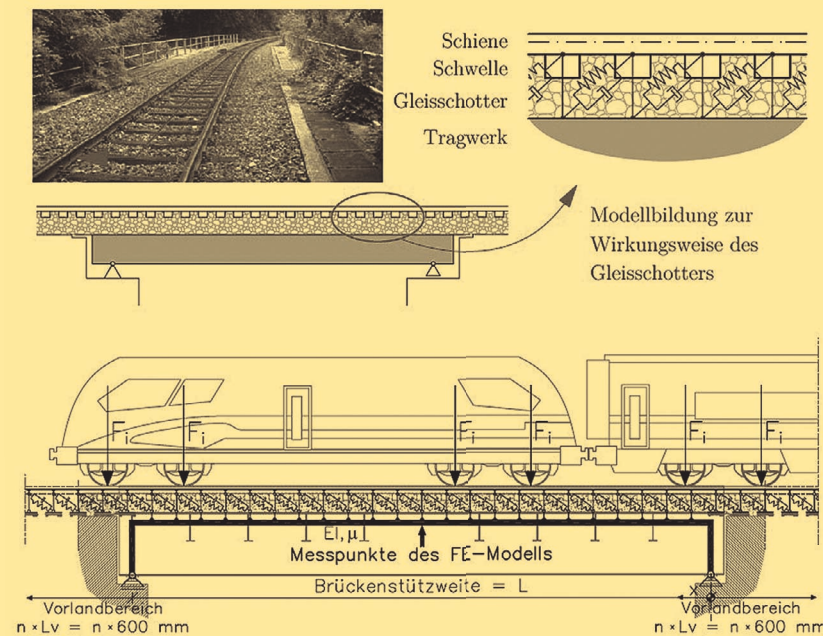 Schiene
Schwelle
Gleisschotter
Tragwerk
Modellbildung zur
Wirkungsweise des
Gleisschotters
Fi
Fi
Fi
Fi
Fi
Fi
EI, μ
Messpunkte des FE-Modells
Brückenstützweite = L
x
Vorlandbereich
n × Lv = n × 600 mm
Vorlandbereich
n × Lv = n × 600 mm